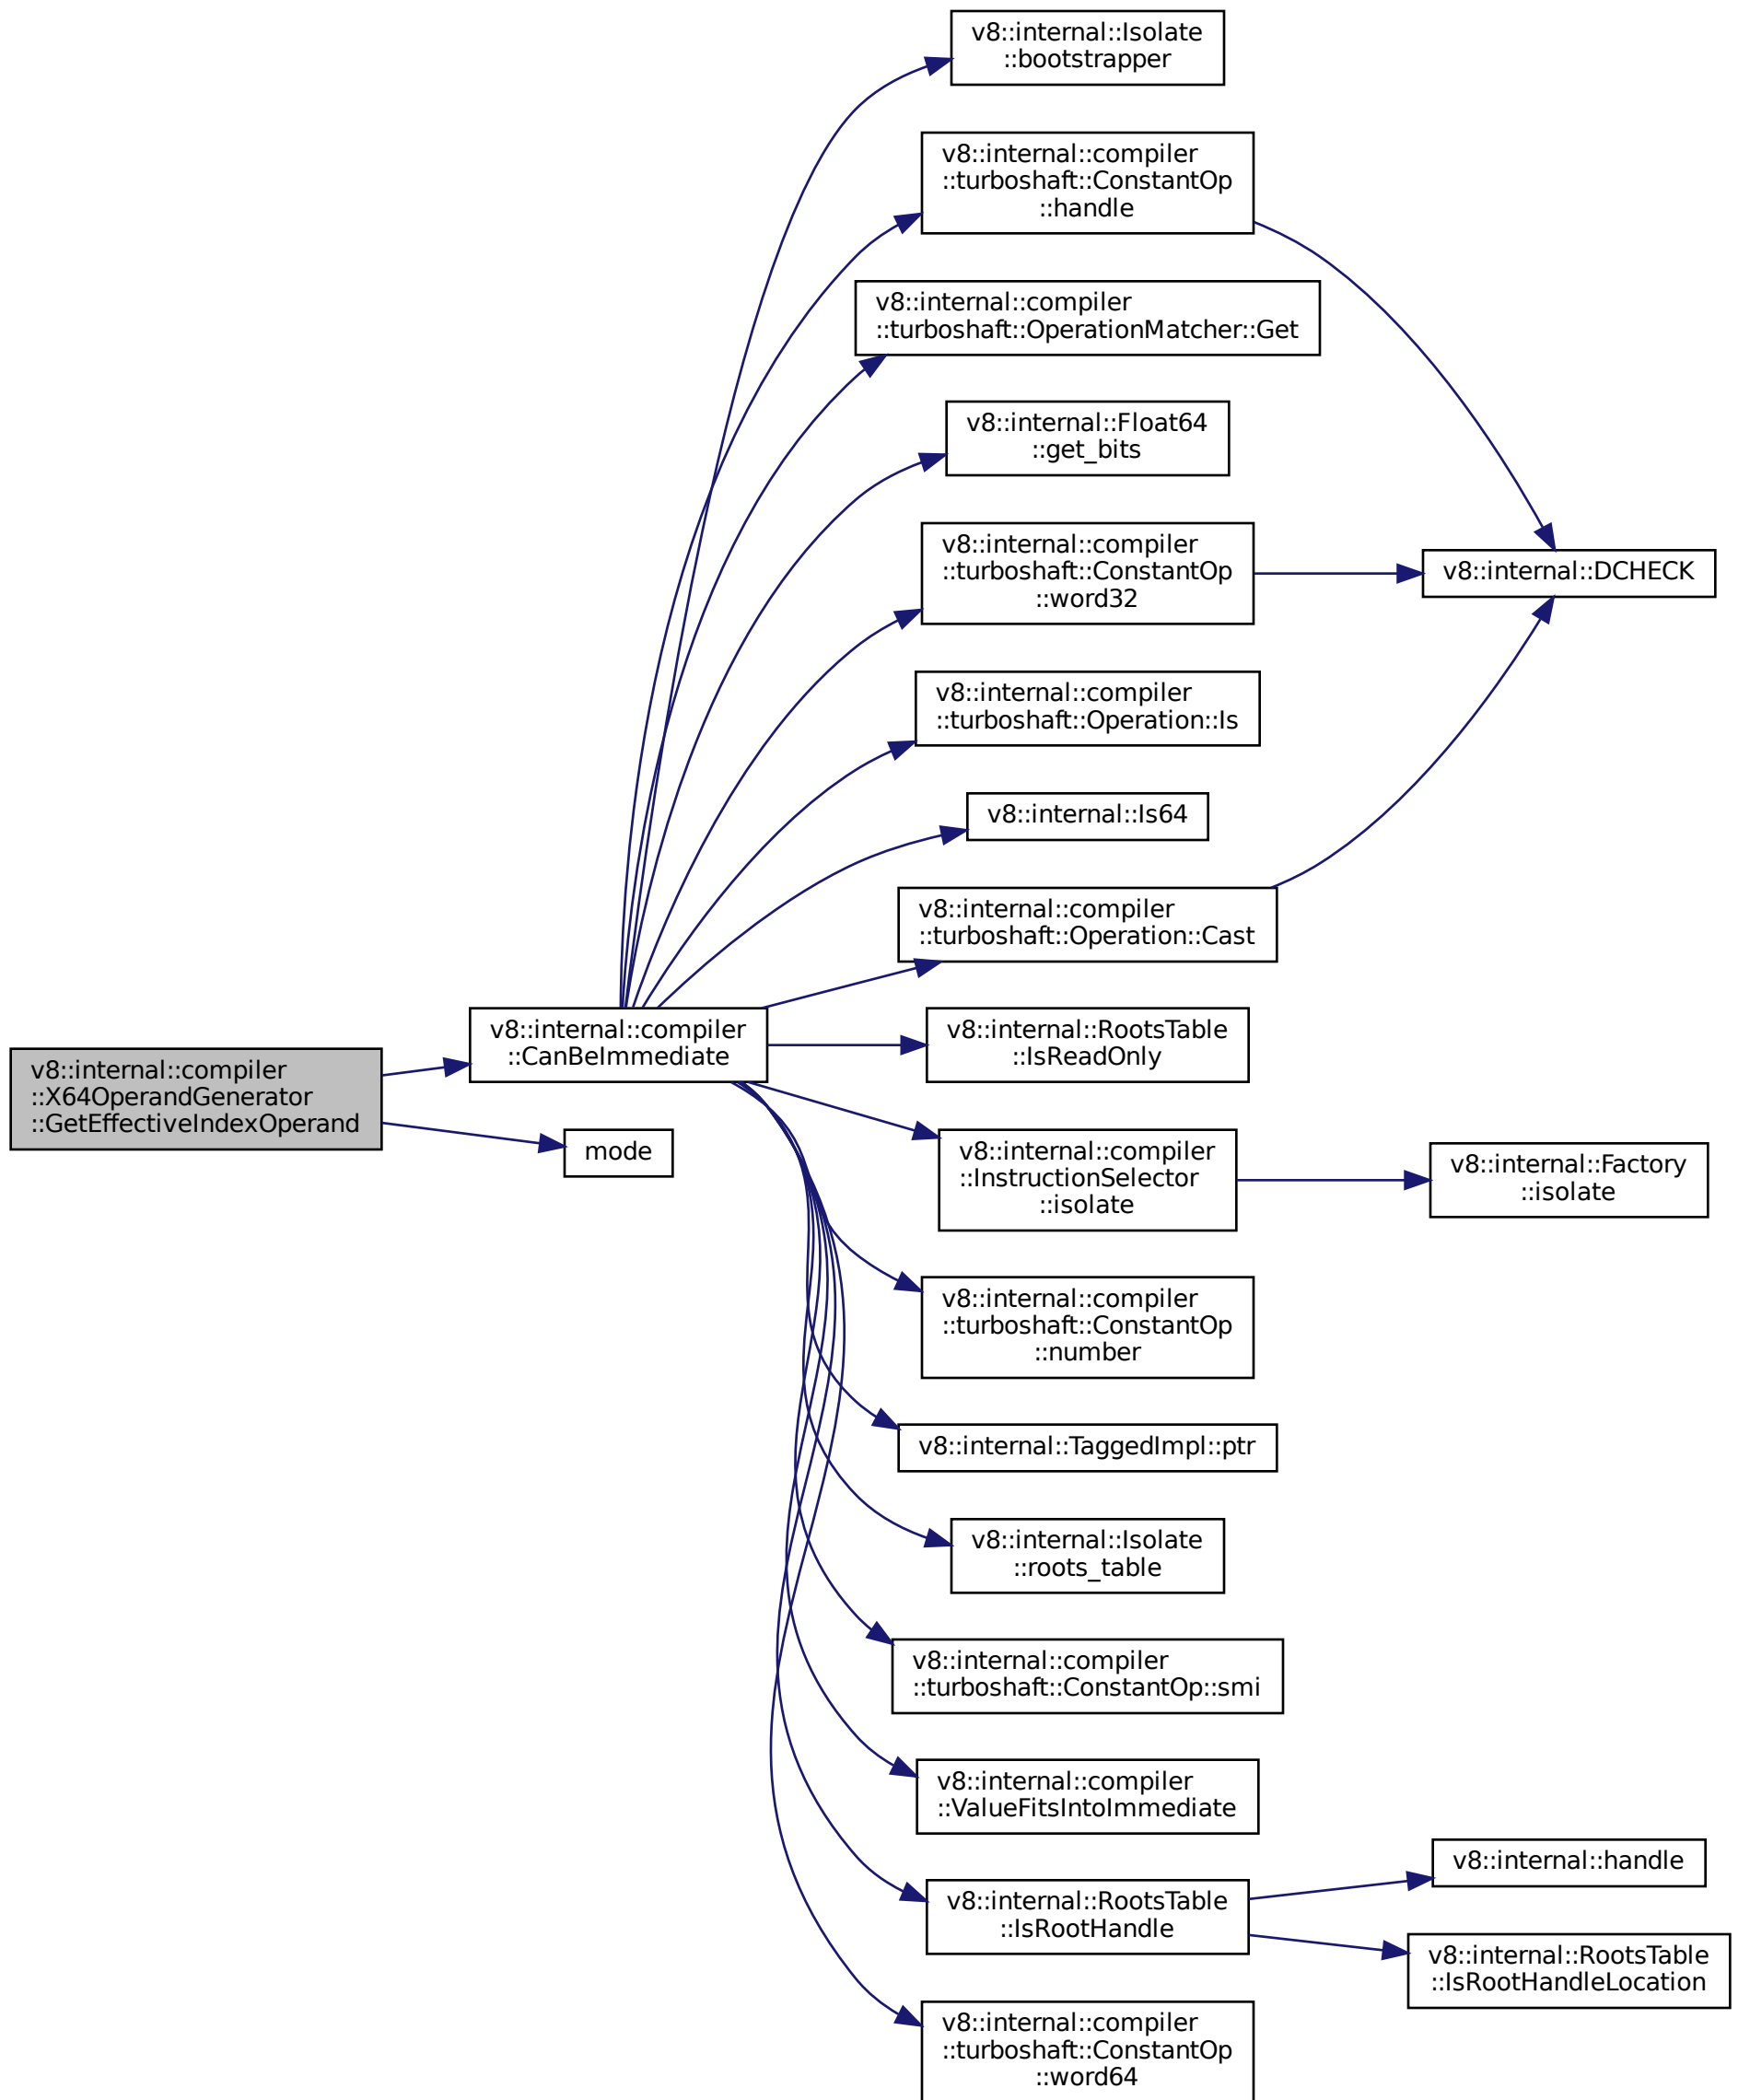 v8::internal::Isolate
::bootstrapper
v8::internal::compiler
::turboshaft::ConstantOp
::handle
v8::internal::compiler
::turboshaft::OperationMatcher::Get
v8::internal::Float64
::get_bits
v8::internal::compiler
::turboshaft::ConstantOp
::word32
v8::internal::DCHECK
v8::internal::compiler
::turboshaft::Operation::Is
v8::internal::Is64
v8::internal::compiler
::turboshaft::Operation::Cast
v8::internal::compiler
::X64OperandGenerator
::GetEffectiveIndexOperand
v8::internal::compiler
::CanBeImmediate
mode
v8::internal::RootsTable
::IsReadOnly
v8::internal::compiler
::InstructionSelector
::isolate
v8::internal::Factory
::isolate
v8::internal::compiler
::turboshaft::ConstantOp
::number
v8::internal::TaggedImpl::ptr
v8::internal::Isolate
::roots_table
v8::internal::compiler
::turboshaft::ConstantOp::smi
v8::internal::compiler
::ValueFitsIntoImmediate
v8::internal::RootsTable
::IsRootHandle
v8::internal::handle
v8::internal::RootsTable
::IsRootHandleLocation
v8::internal::compiler
::turboshaft::ConstantOp
::word64